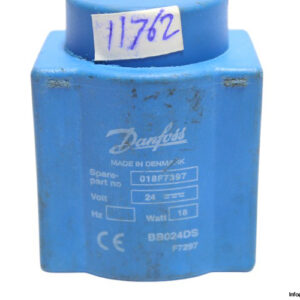 11762
Danfoss
MADE IN DENMARK
Spare-
part no 018F7397
Volt 24
Hz Watt 18
CE BB024DS
F7297